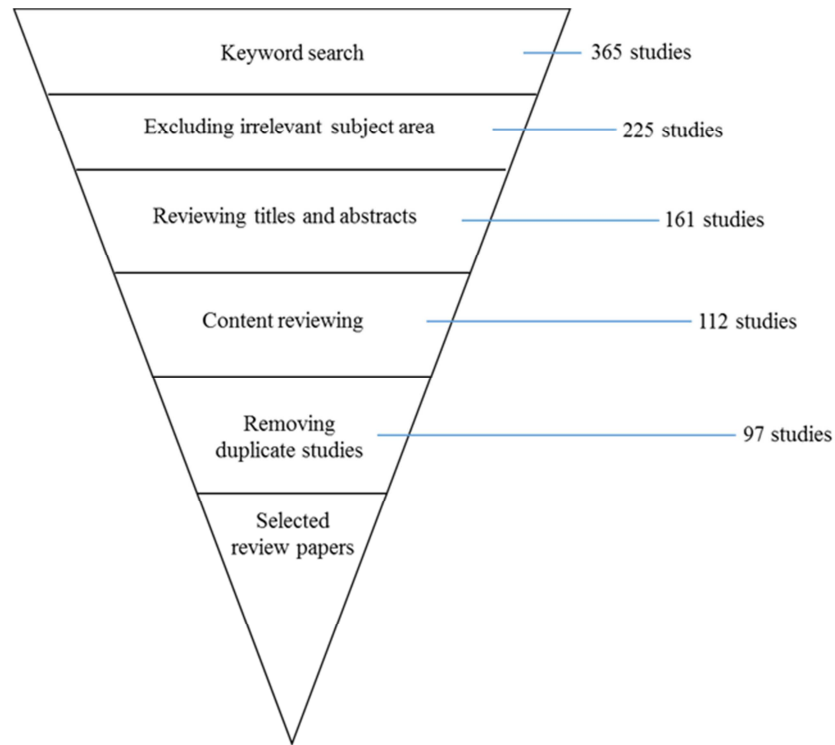 Keyword search
365 studies
Excluding irrelevant subject area
225 studies
Reviewing titles and abstracts
161 studies
Content reviewing
112 studies
Removing
duplicate studies
97 studies
Selected
review papers